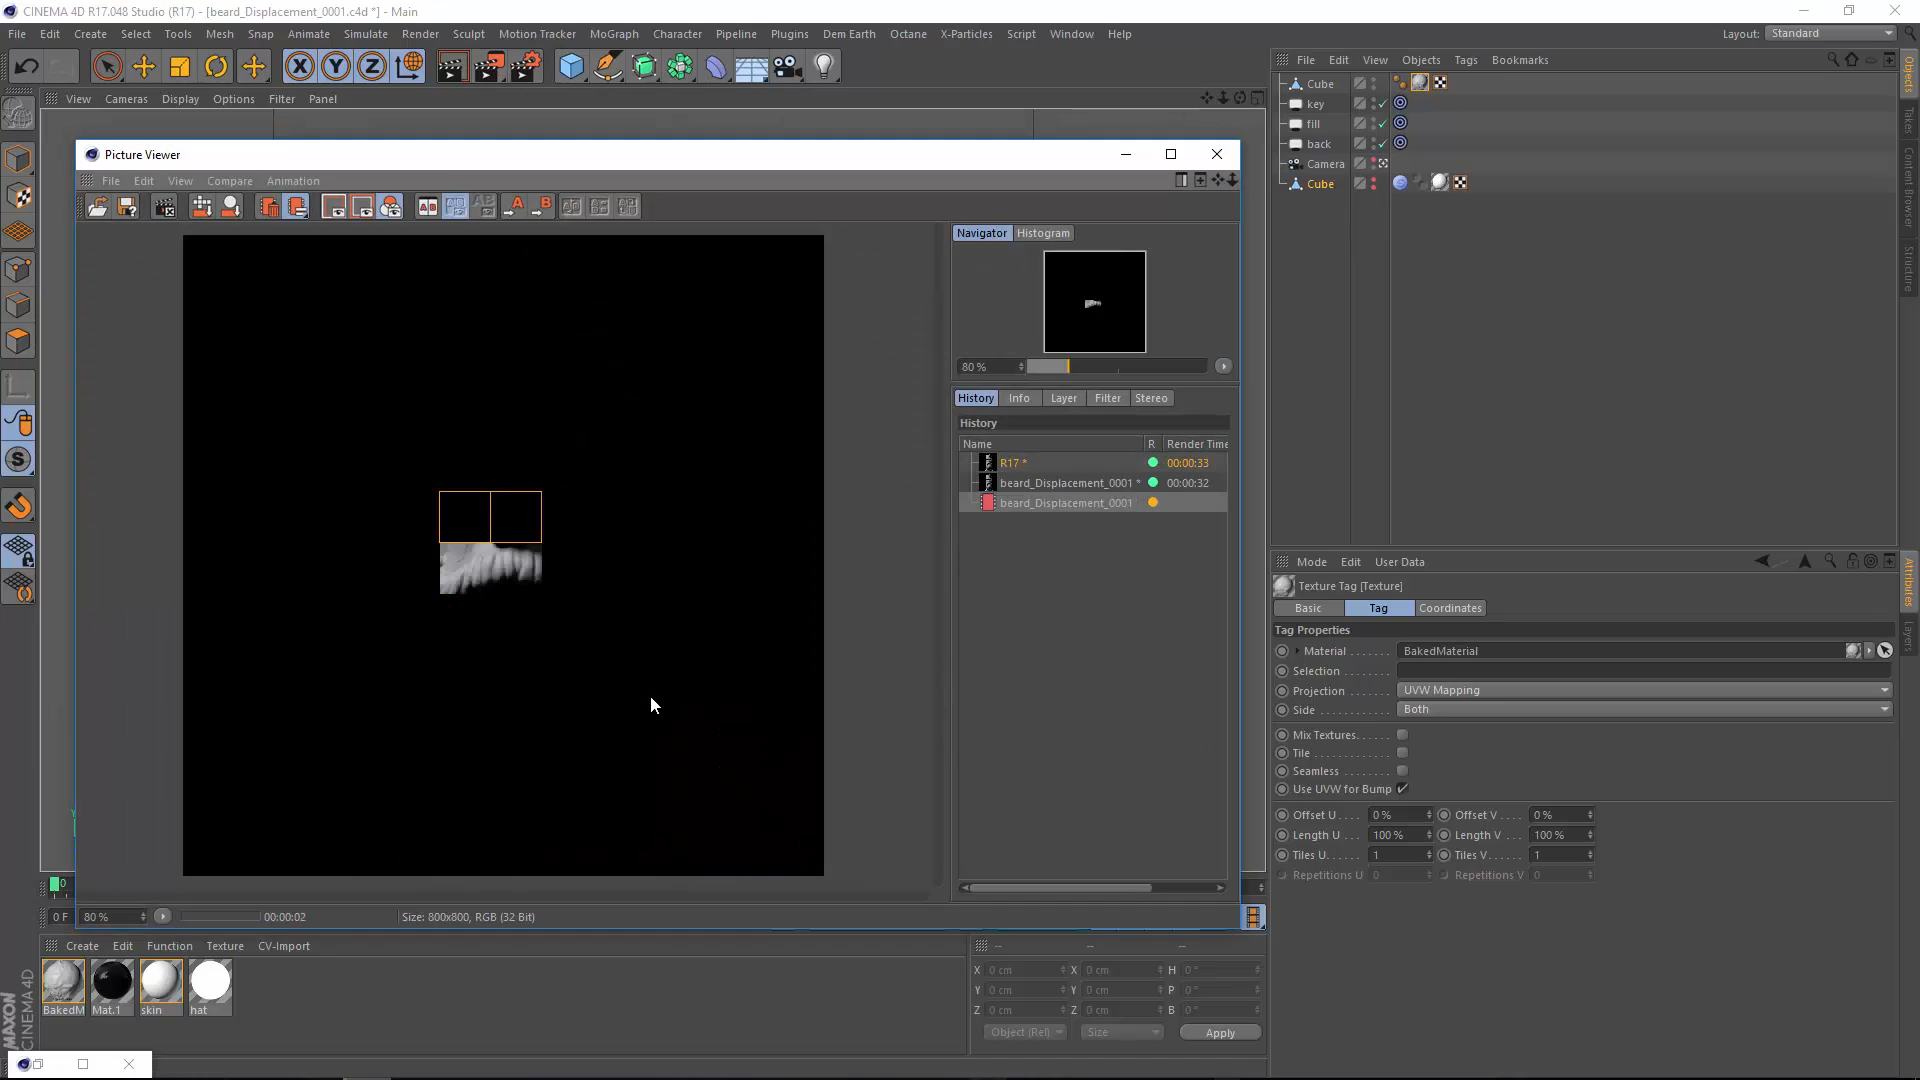 CINEMA 4D R17.048 Studio (R17) - [beard_Displacement_0001.c4d *] - Main
File Edit Create Select Tools Mesh Snap Animate Simulate Render Sculpt Motion Tracker MoGraph Character Pipeline Plugins Dem Earth Octane X-Particles Script Window Help
Layout: Standard
View Cameras Display Options Filter Panel
File Edit View Objects Tags Bookmarks
Cube
key
fill
back
Camera
Cube
Objects
Takes
Content Browser
Structure
Picture Viewer
File Edit View Compare Animation
Navigator Histogram
80 %
History Info Layer Filter Stereo
History
Name R Render Time
R17 * 00:00:33
beard_Displacement_0001 * 00:00:32
beard_Displacement_0001
80 % 00:00:02 Size: 800x800, RGB (32 Bit)
0
0 F
Mode Edit User Data
Texture Tag [Texture]
Basic Tag Coordinates
Tag Properties
Material . . . . . . . BakedMaterial
Selection . . . . . .
Projection . . . . . UVW Mapping
Side . . . . . . . . . . . Both
Mix Textures. . . . . .
Tile . . . . . . . . . . . .
Seamless . . . . . . .
Use UVW for Bump
Offset U . . . . 0 % Offset V . . . . 0 %
Length U . . . 100 % Length V . . . 100 %
Tiles U. . . . . . 1 Tiles V. . . . . . 1
Repetitions U 0 Repetitions V 0
Attributes
Layers
Create Edit Function Texture CV-Import
BakedM Mat.1 skin hat
-- -- --
X 0 cm X 0 cm H 0 °
Y 0 cm Y 0 cm P 0 °
Z 0 cm Z 0 cm B 0 °
Object (Rel) Size Apply
MAXON
CINEMA 4D